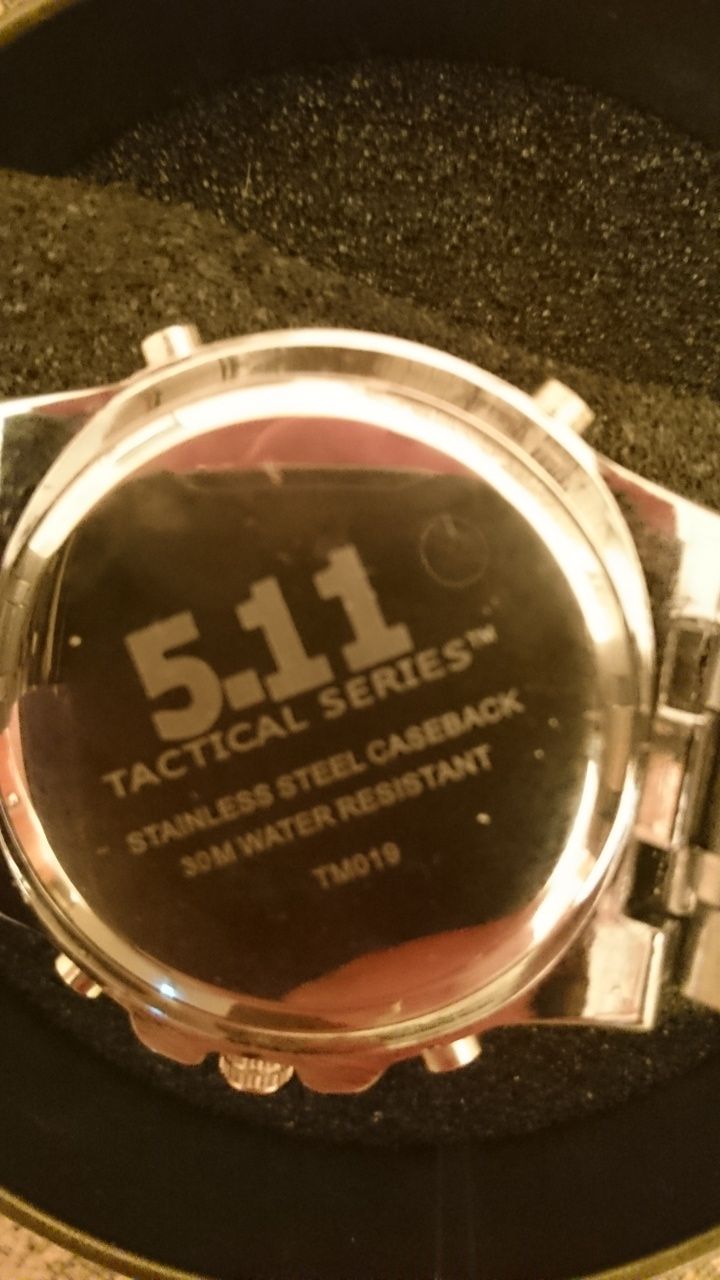 5.11
TACTICAL SERIES™
STAINLESS STEEL CASEBACK
30M WATER RESISTANT
TM019